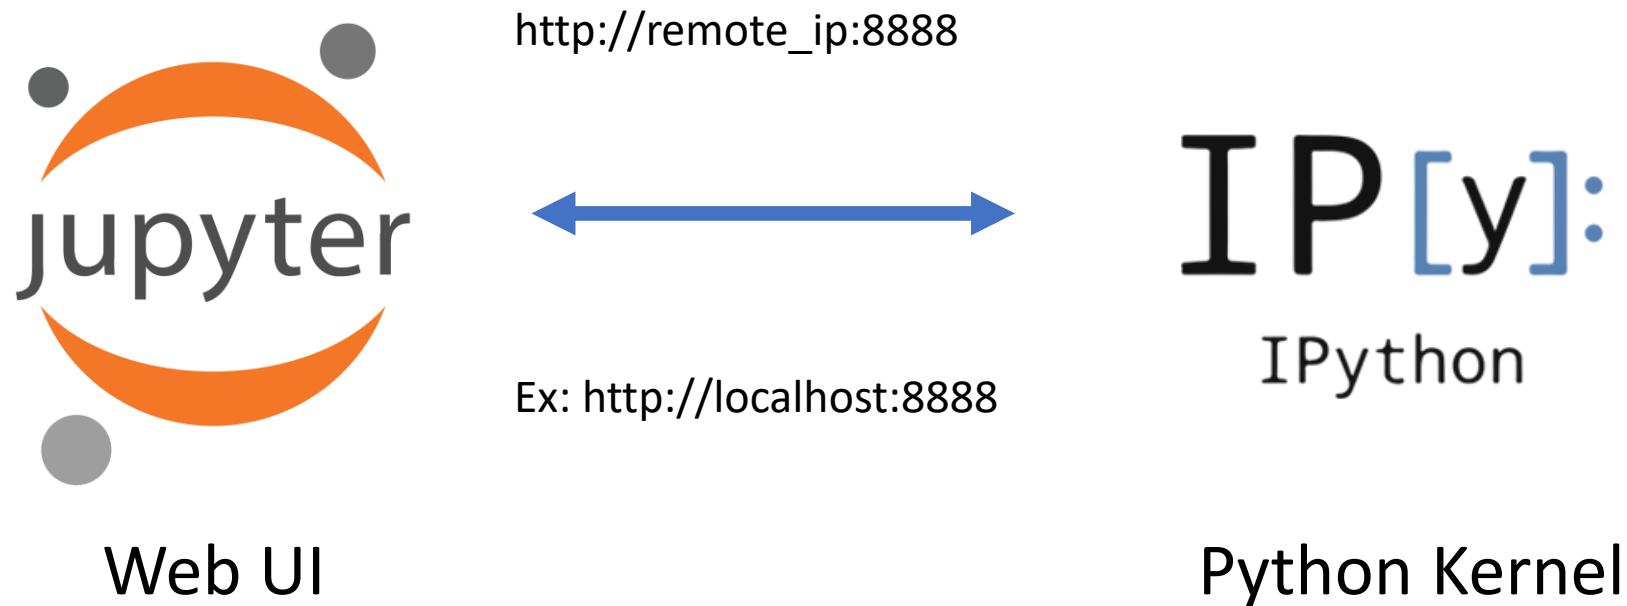 http://remote_ip:8888
jupyter
IP[y]:
IPython
Ex: http://localhost:8888
Web UI
Python Kernel